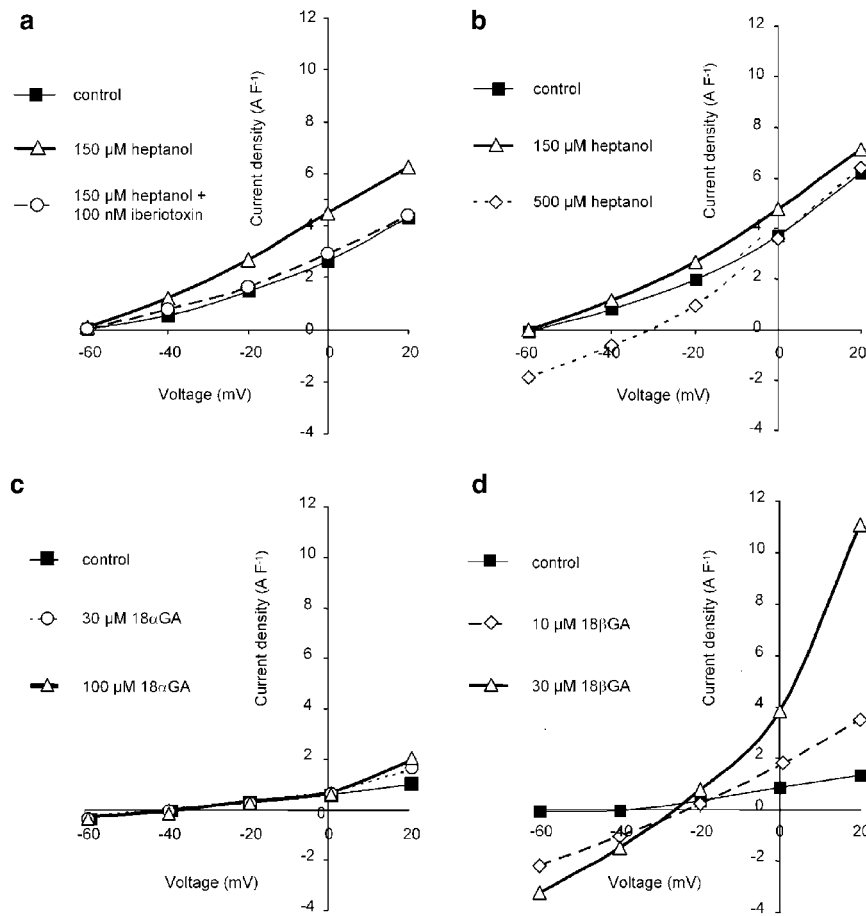 a
control
150 µM heptanol
150 µM heptanol +
100 nM iberiotoxin
Current density (A F-1)
12
10
8
6
4
2
0
-2
-4
-60
-40
-20
0
20
Voltage (mV)
b
control
150 µM heptanol
500 µM heptanol
Current density (A F-1)
12
10
8
6
4
2
0
-2
-4
-60
-40
-20
0
20
Voltage (mV)
c
control
30 µM 18αGA
100 µM 18αGA
Current density (A F-1)
12
10
8
6
4
2
0
-2
-4
-60
-40
-20
0
20
Voltage (mV)
d
control
10 µM 18βGA
30 µM 18βGA
Current density (A F-1)
12
10
8
6
4
2
0
-2
-4
-60
-40
-20
0
20
Voltage (mV)